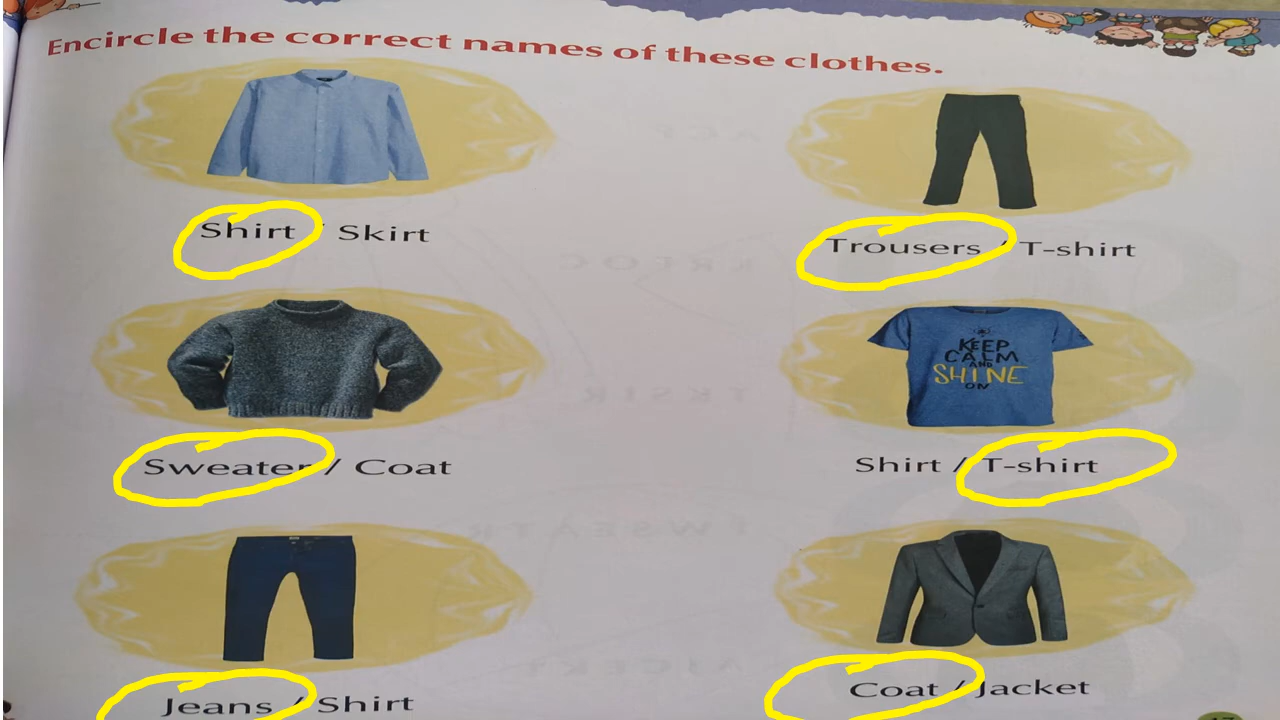 Encircle the correct names of these clothes.
Shirt / Skirt
Trousers / T-shirt
KEEP
CALM
AND
SHINE
ON
Sweater / Coat
Shirt / T-shirt
Jeans / Shirt
Coat / Jacket